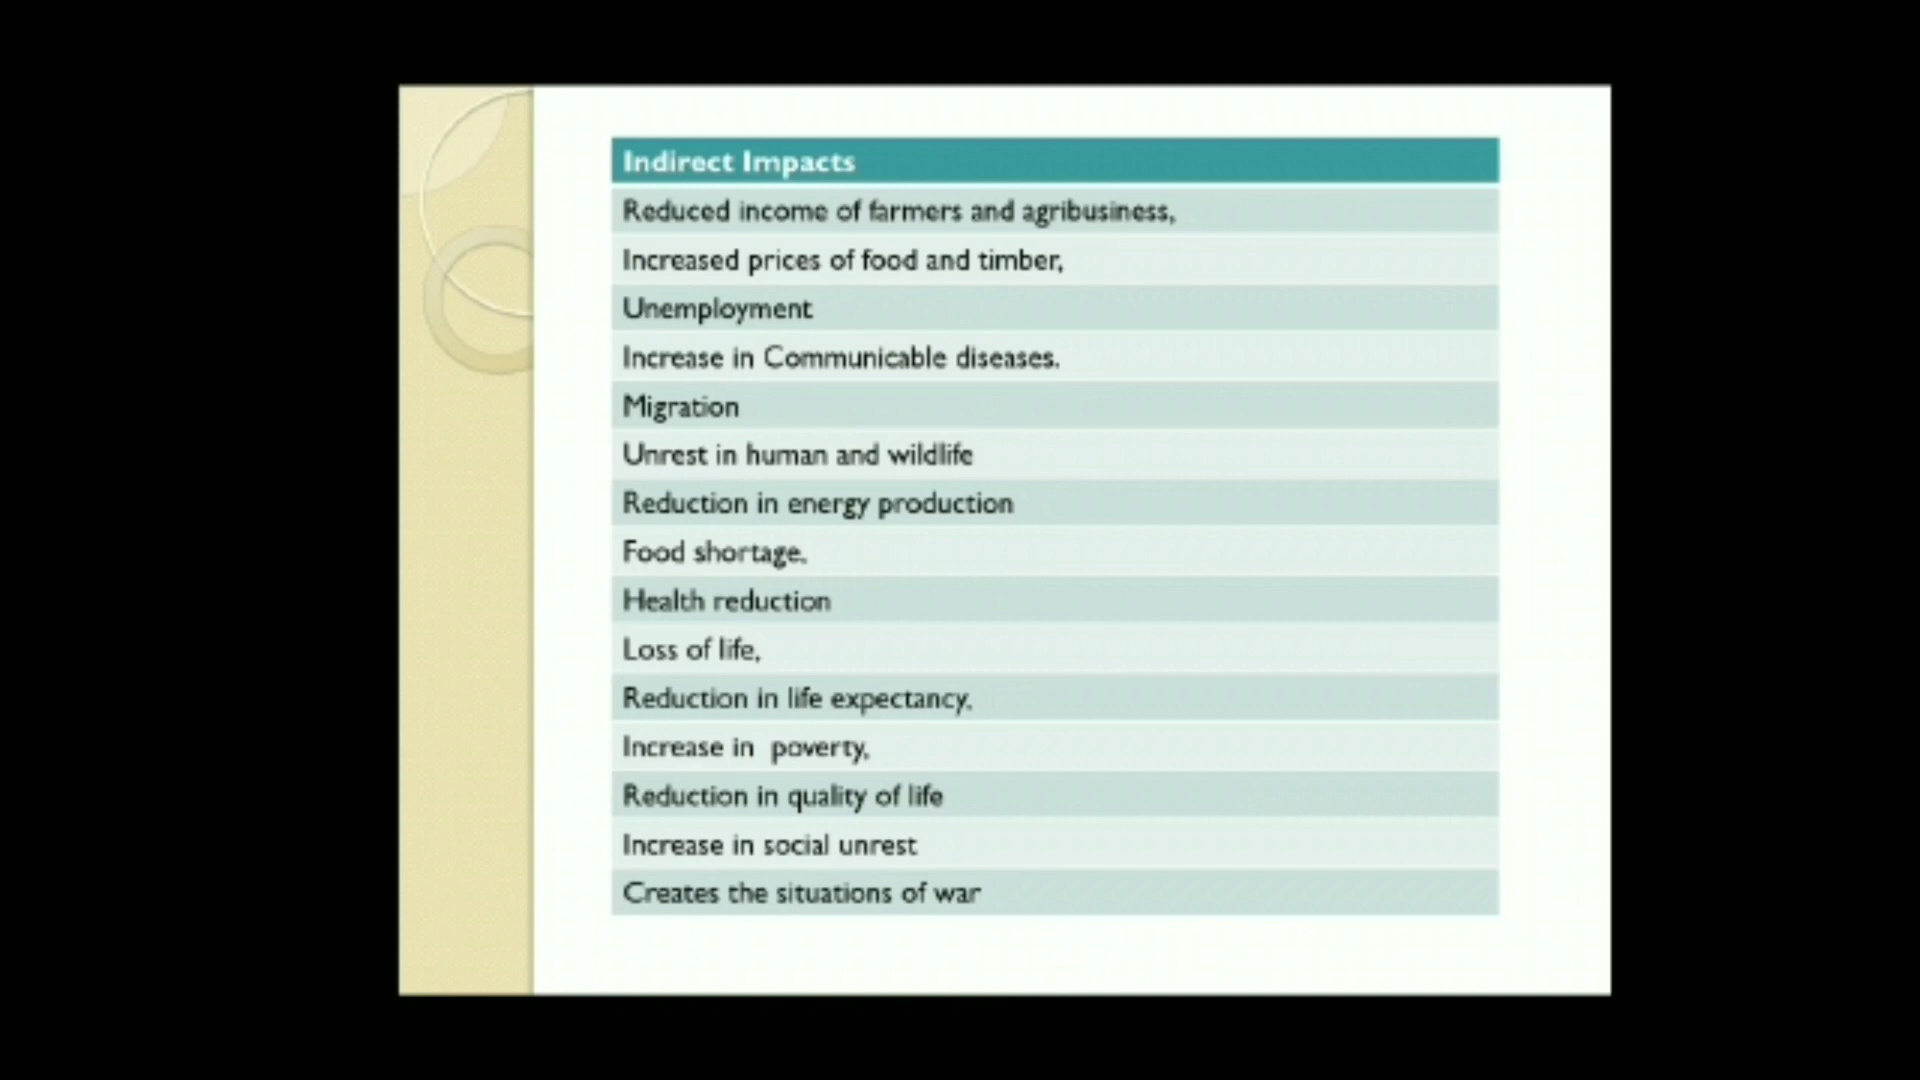 Indirect Impacts
Reduced income of farmers and agribusiness,
Increased prices of food and timber,
Unemployment
Increase in Communicable diseases.
Migration
Unrest in human and wildlife
Reduction in energy production
Food shortage,
Health reduction
Loss of life,
Reduction in life expectancy,
Increase in  poverty,
Reduction in quality of life
Increase in social unrest
Creates the situations of war